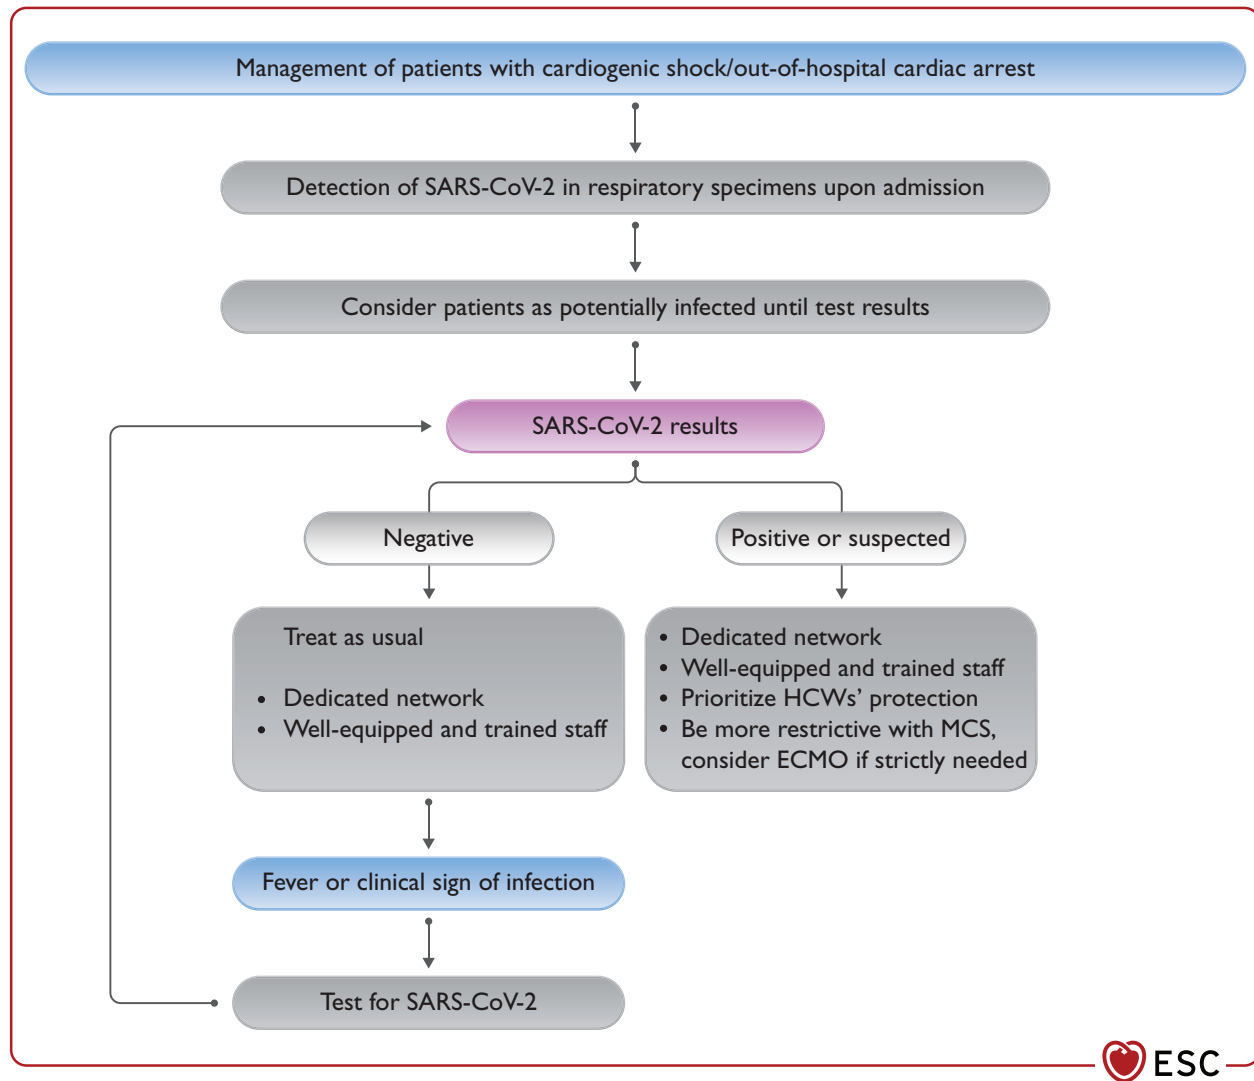 Management of patients with cardiogenic shock/out-of-hospital cardiac arrest
Detection of SARS-CoV-2 in respiratory specimens upon admission
Consider patients as potentially infected until test results
SARS-CoV-2 results
Negative
Positive or suspected
Treat as usual
• Dedicated network
• Well-equipped and trained staff
• Dedicated network
• Well-equipped and trained staff
• Prioritize HCWs’ protection
• Be more restrictive with MCS,
consider ECMO if strictly needed
Fever or clinical sign of infection
Test for SARS-CoV-2
ESC